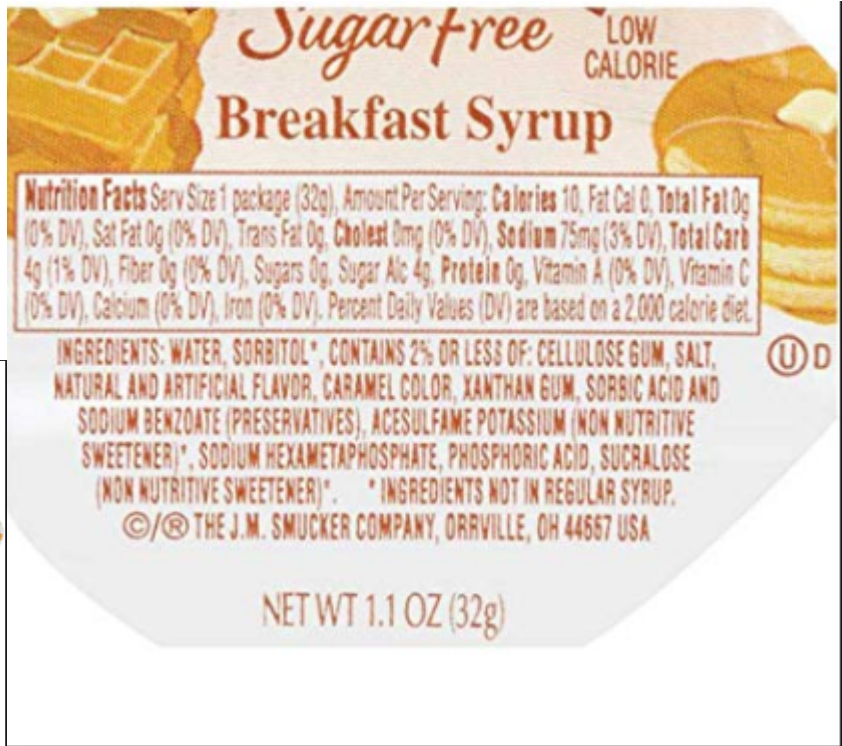 Sugar Free
LOW
CALORIE
Breakfast Syrup
Nutrition Facts Serv Size 1 package (32g), Amount Per Serving: Calories 10, Fat Cal 0, Total Fat 0g
(0% DV), Sat Fat 0g (0% DV), Trans Fat 0g, Cholest 0mg (0% DV), Sodium 75mg (3% DV), Total Carb
4g (1% DV), Fiber 0g (0% DV), Sugars 0g, Sugar Alc 4g, Protein 0g, Vitamin A (0% DV), Vitamin C
(0% DV), Calcium (0% DV), Iron (0% DV). Percent Daily Values (DV) are based on a 2,000 calorie diet.
INGREDIENTS: WATER, SORBITOL*, CONTAINS 2% OR LESS OF: CELLULOSE GUM, SALT,
NATURAL AND ARTIFICIAL FLAVOR, CARAMEL COLOR, XANTHAN GUM, SORBIC ACID AND
SODIUM BENZOATE (PRESERVATIVES), ACESULFAME POTASSIUM (NON NUTRITIVE
SWEETENER)*, SODIUM HEXAMETAPHOSPHATE, PHOSPHORIC ACID, SUCRALOSE
(NON NUTRITIVE SWEETENER)*. * INGREDIENTS NOT IN REGULAR SYRUP.
©/® THE J.M. SMUCKER COMPANY, ORRVILLE, OH 44667 USA
Ⓤ D
NET WT 1.1 OZ (32g)